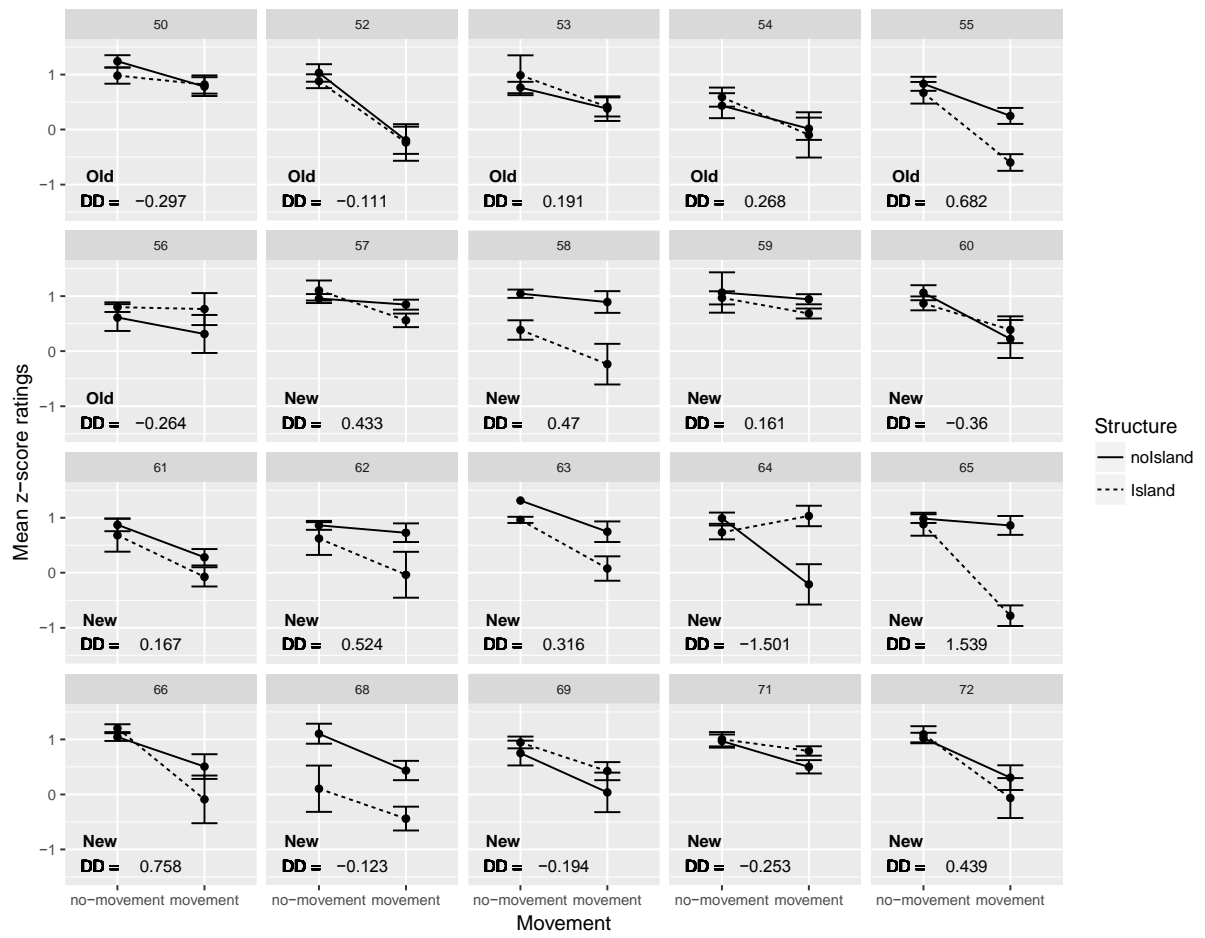 50 52 53 54 55
1
0
−1
Old Old Old Old Old
DD = −0.297 DD = −0.111 DD = 0.191 DD = 0.268 DD = 0.682
56 57 58 59 60
1
0
−1
Old New New New New
DD = −0.264 DD = 0.433 DD = 0.47 DD = 0.161 DD = −0.36
Mean z−score ratings
Structure
noIsland
Island
61 62 63 64 65
1
0
−1
New New New New New
DD = 0.167 DD = 0.524 DD = 0.316 DD = −1.501 DD = 1.539
66 68 69 71 72
1
0
−1
New New New New New
DD = 0.758 DD = −0.123 DD = −0.194 DD = −0.253 DD = 0.439
no−movement movement no−movement movement no−movement movement no−movement movement no−movement movement
Movement